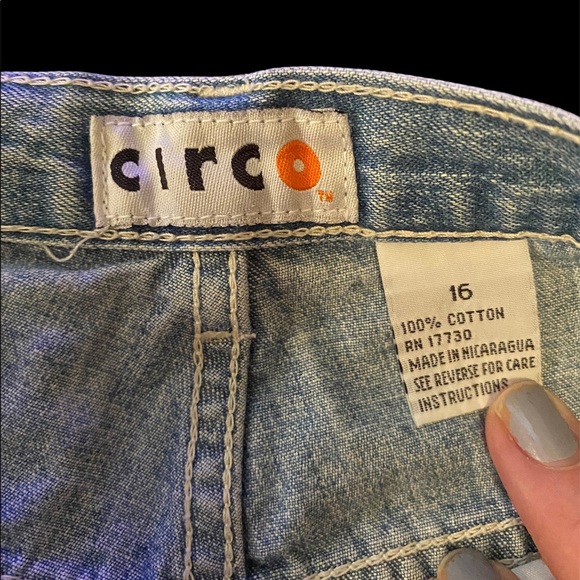 circo
TM
16
100% COTTON
RN 17730
MADE IN NICARAGUA
SEE REVERSE FOR CARE
INSTRUCTIONS